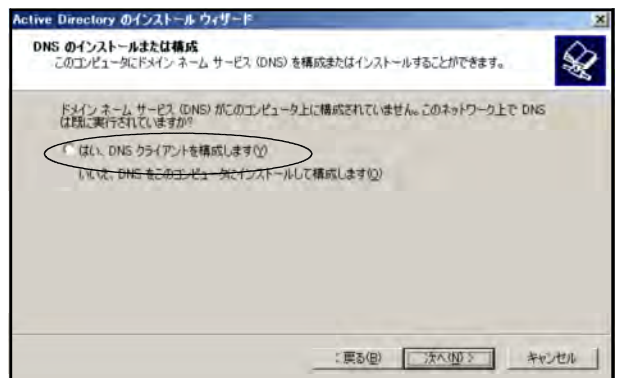 Active Directory のインストール ウィザード
DNS のインストールまたは構成
このコンピュータにドメイン ネーム サービス (DNS) を構成またはインストールすることができます。
ドメイン ネーム サービス (DNS) がこのコンピュータ上に構成されていません。このネットワーク上で DNS
は既に実行されていますか?
はい、DNS クライアントを構成します(Y)
いいえ、DNS をこのコンピュータにインストールして構成します(O)
戻る(B)
次へ(N) >
キャンセル